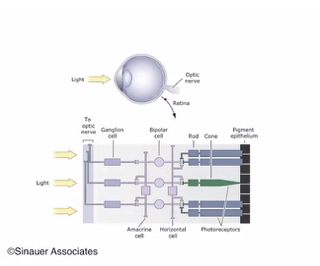 Light
Optic
nerve
Retina
To
optic
nerve
Ganglion
cell
Bipolar
cell
Rod Cone
Pigment
epithelium
Light
Amacrine
cell
Horizontal
cell
Photoreceptors
©Sinauer Associates